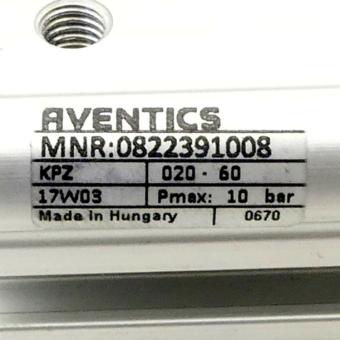 AVENTICS
MNR:0822391008
KPZ 020 - 60
17W03 Pmax: 10 bar
Made in Hungary 0670